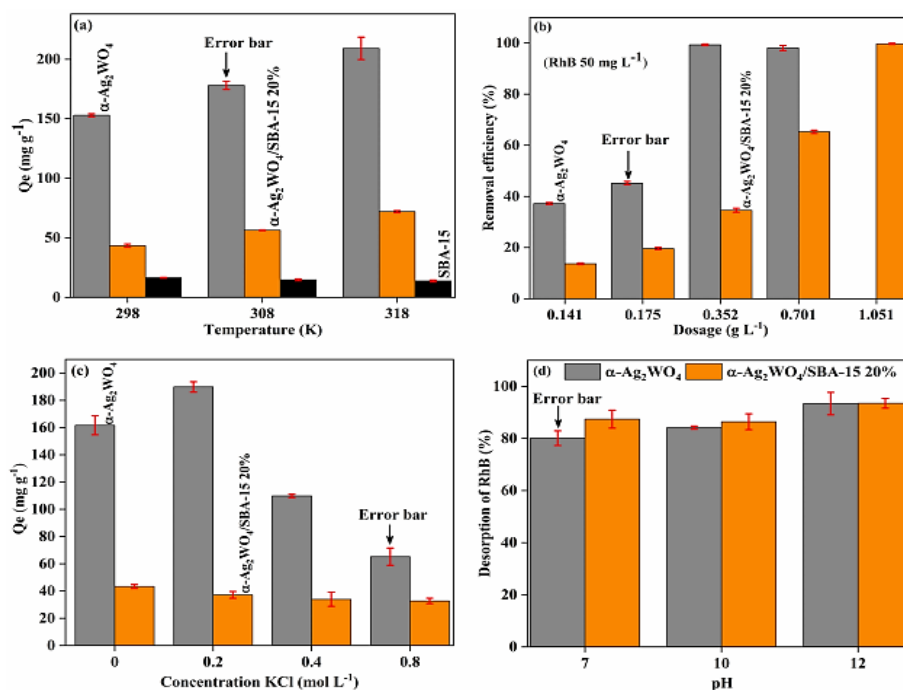 (a)
Error bar
α-Ag₂WO₄
α-Ag₂WO₄/SBA-15 20%
SBA-15
Qe (mg g⁻¹)
200
150
100
50
0
298
308
318
Temperature (K)
(b)
(RhB 50 mg L⁻¹)
Error bar
α-Ag₂WO₄
α-Ag₂WO₄/SBA-15 20%
Removal efficiency (%)
100
80
60
40
20
0
0.141
0.175
0.352
0.701
1.051
Dosage (g L⁻¹)
(c)
α-Ag₂WO₄
α-Ag₂WO₄/SBA-15 20%
Error bar
Qe (mg g⁻¹)
200
180
160
140
120
100
80
60
40
20
0
0
0.2
0.4
0.8
Concentration KCl (mol L⁻¹)
(d)
α-Ag₂WO₄
α-Ag₂WO₄/SBA-15 20%
Error bar
Desorption of RhB (%)
100
80
60
40
20
0
7
10
12
pH